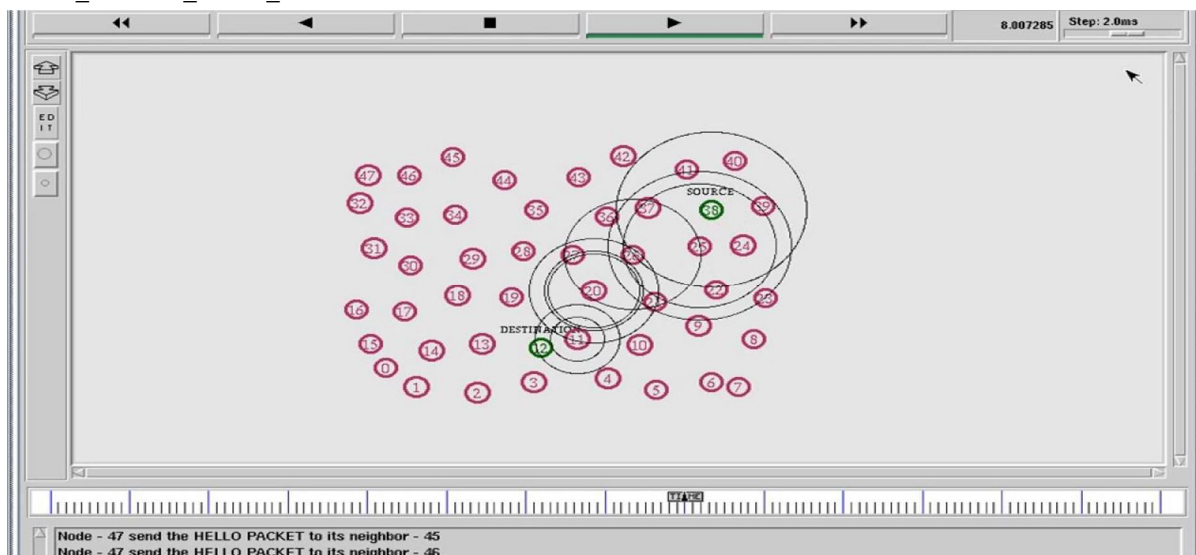 8.007285 Step: 2.0ms
E D
I T
45 42 40
47 46 44 43 41
SOURCE
32 33 34 35 36 37 38 39
31 30 29 28 27 26 25 24
16 17 18 19 20 21 22 23
DESTINATION
15 14 13 12 11 10 9 8
0 1 2 3 4 5 6 7
TIME
Node - 47 send the HELLO PACKET to its neighbor - 45
Node - 47 send the HELLO PACKET to its neighbor - 46